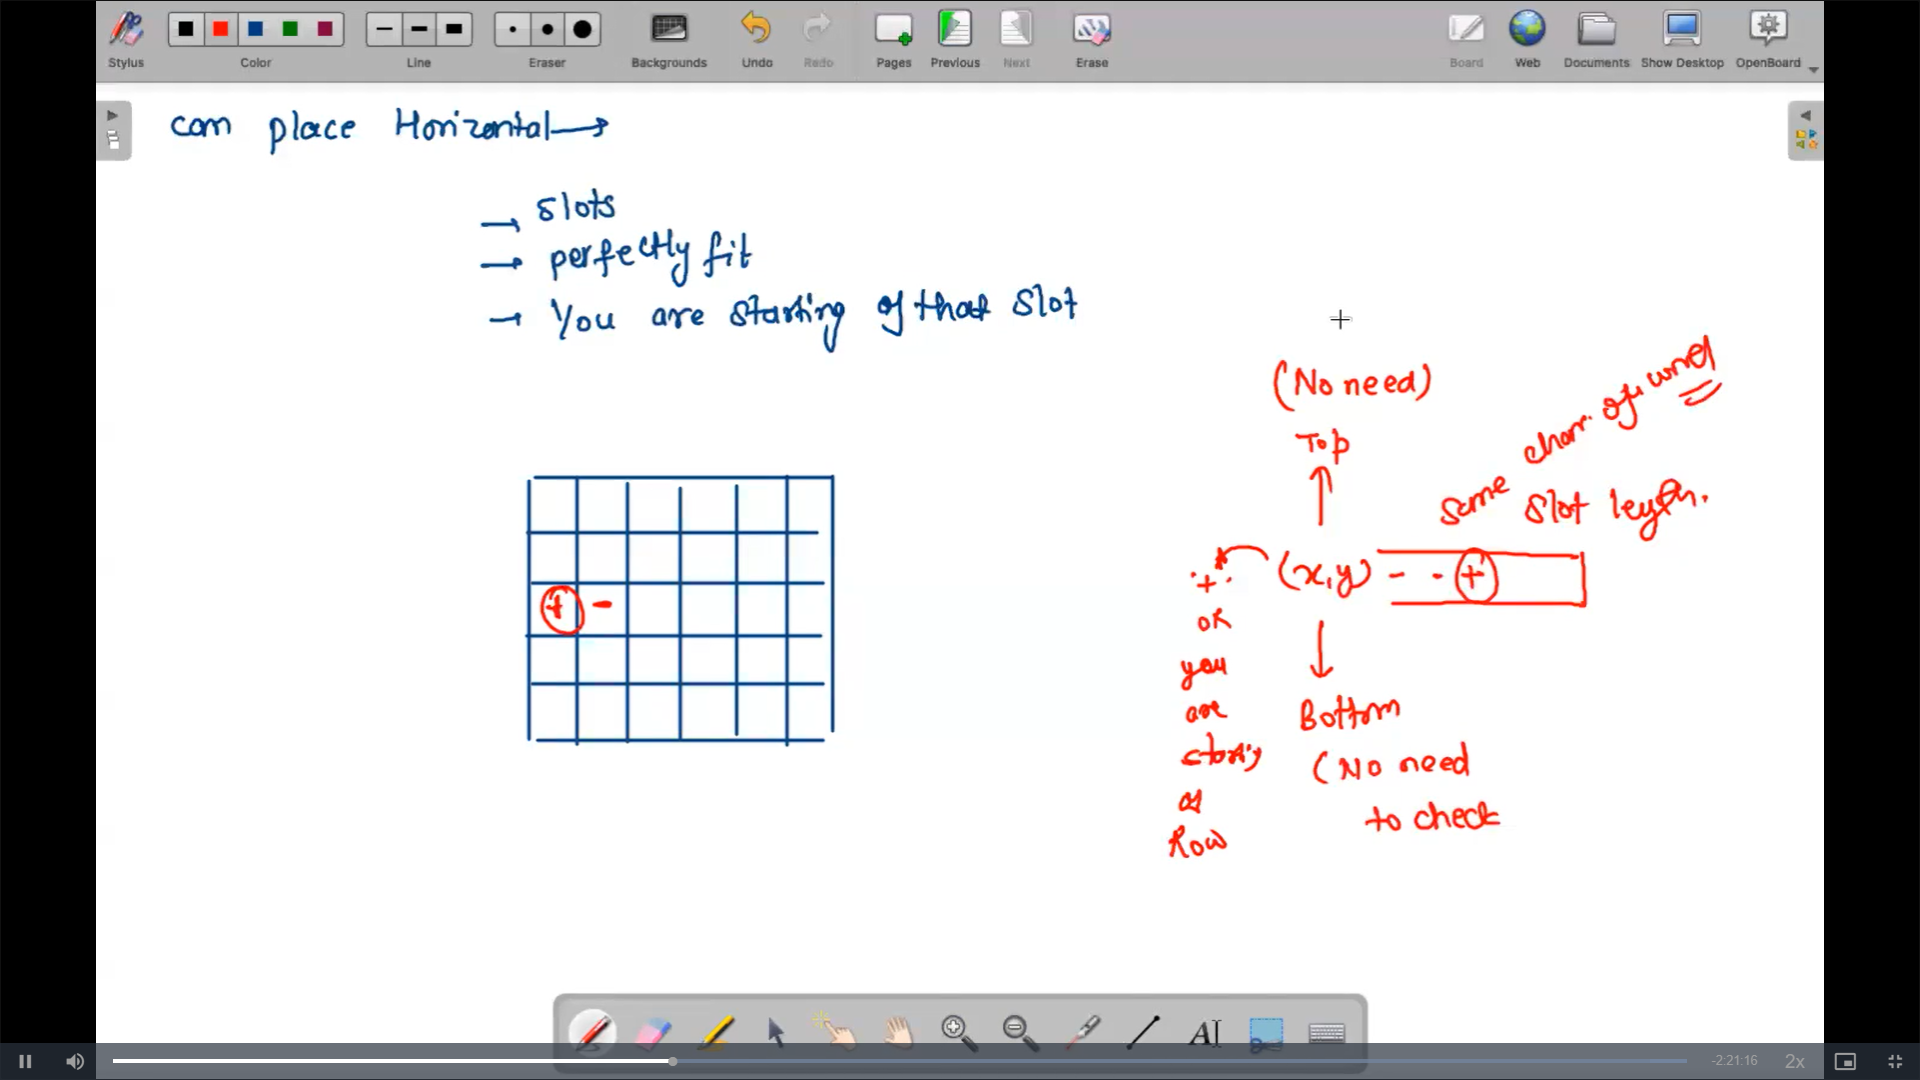 Stylus
Color
Line
Eraser
Backgrounds
Undo
Redo
Pages
Previous
Next
Erase
Board
Web
Documents
Show Desktop
OpenBoard
can place Horizontal →
→ slots
→ perfectly fit
→ You are starting of that slot
(No need)
Top
same char. of word
slot length.
+ or you are starting of Row
(x,y) - - +
Bottom
(No need
to check
+ -
-2:21:16
2x